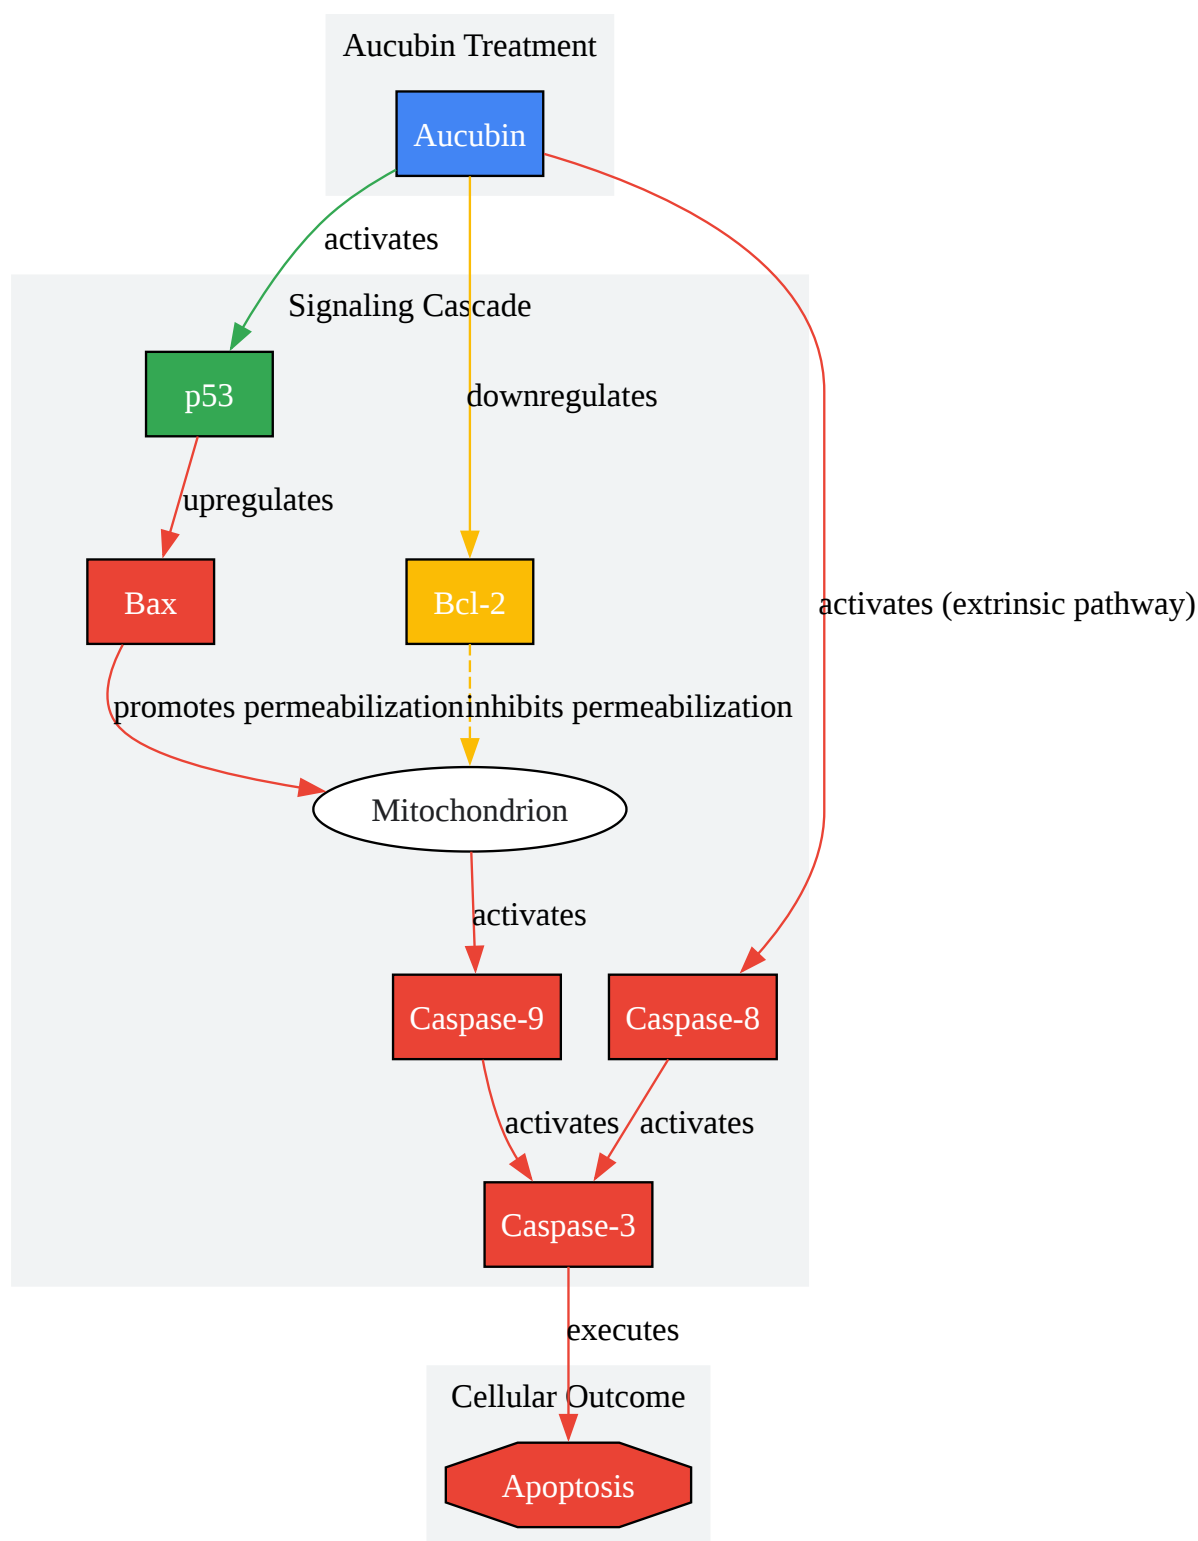 Aucubin Treatment
Aucubin
activates
Signaling Cascade
p53
downregulates
upregulates
Bax
Bcl-2
activates (extrinsic pathway)
promotes permeabilization
inhibits permeabilization
Mitochondrion
activates
Caspase-9
Caspase-8
activates
activates
Caspase-3
executes
Cellular Outcome
Apoptosis